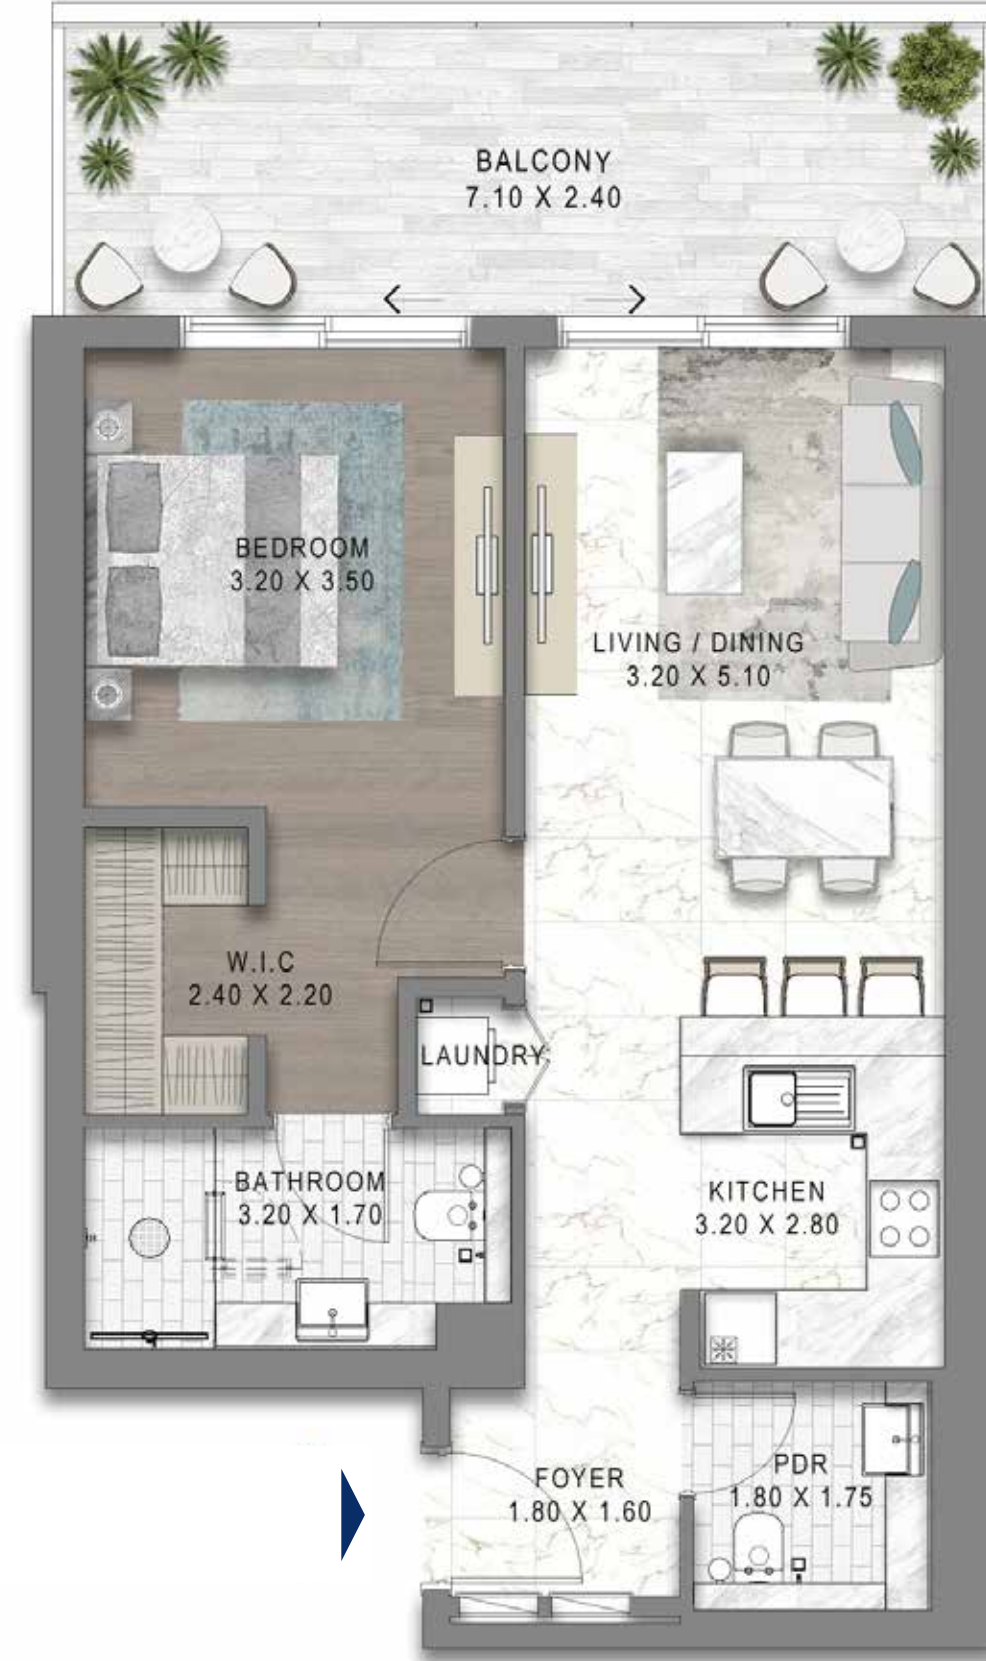 BALCONY
7.10 X 2.40
BEDROOM
3.20 X 3.50
LIVING / DINING
3.20 X 5.10
W.I.C
2.40 X 2.20
LAUNDRY
BATHROOM
3.20 X 1.70
KITCHEN
3.20 X 2.80
FOYER
1.80 X 1.60
PDR
1.80 X 1.75